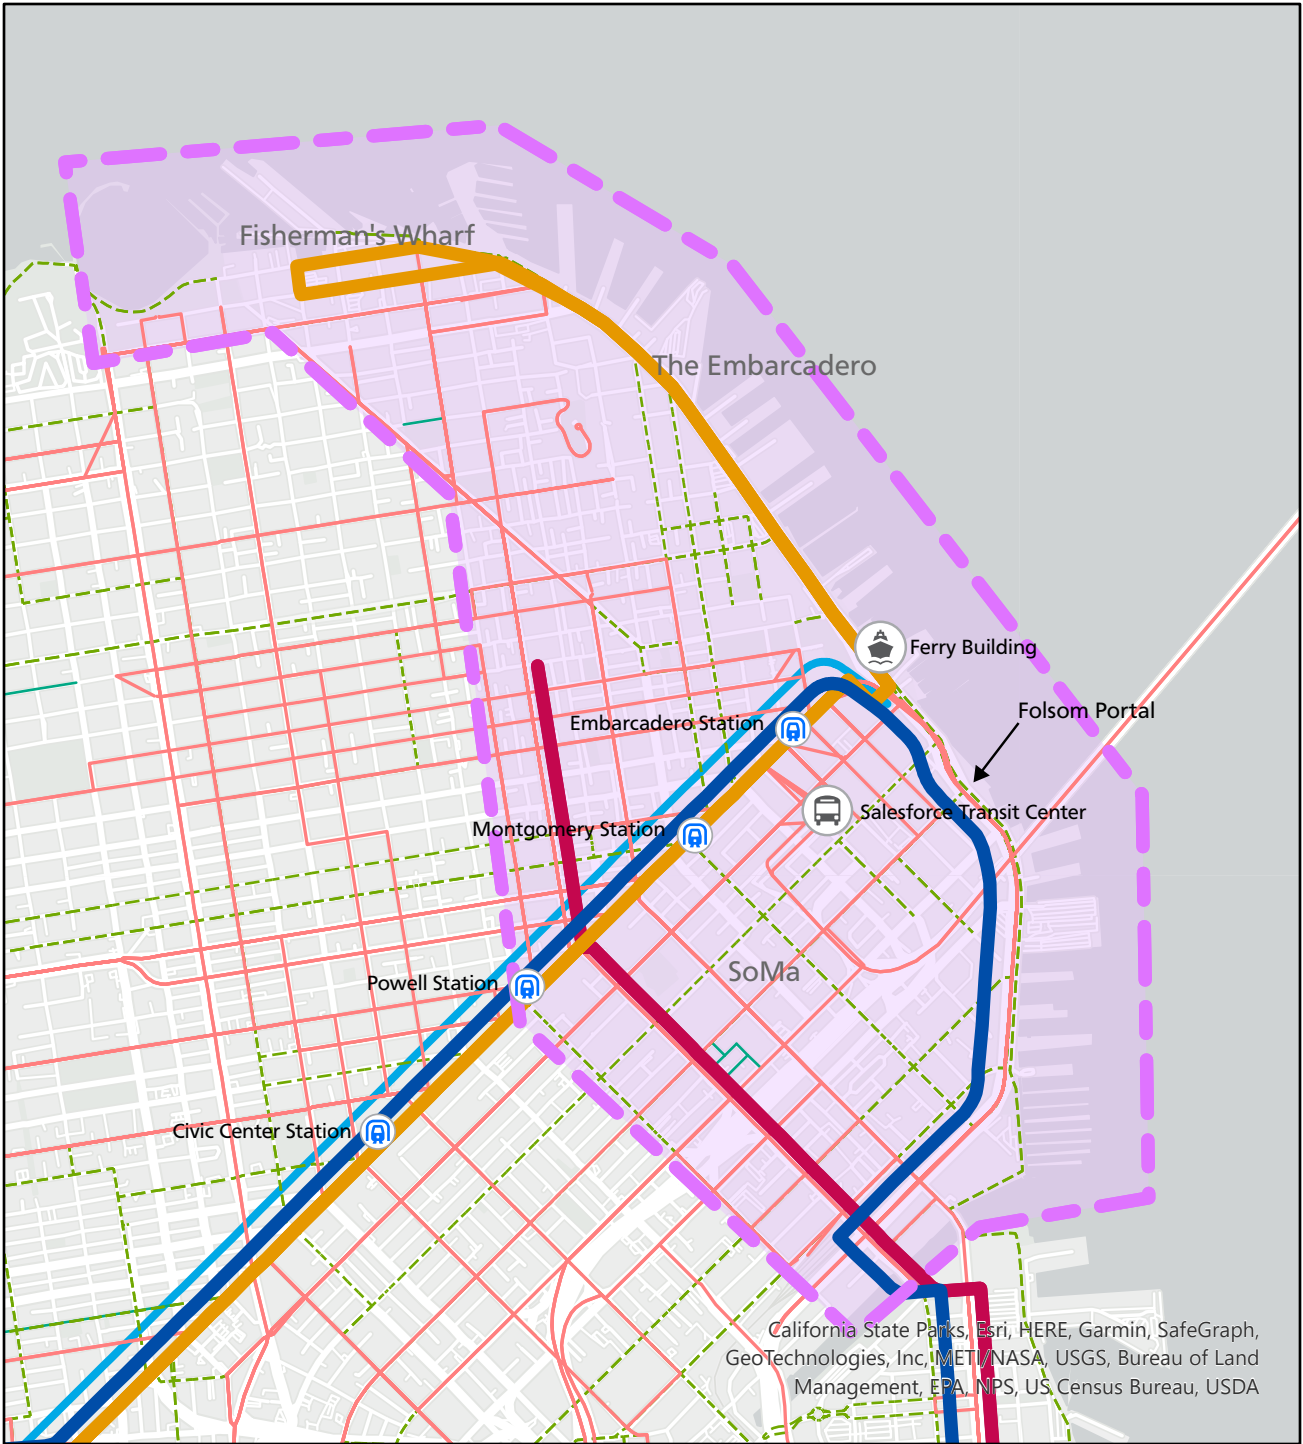 Fisherman's Wharf
The Embarcadero
Ferry Building
Folsom Portal
Embarcadero Station
Salesforce Transit Center
Montgomery Station
SoMa
Powell Station
Civic Center Station
California State Parks, Esri, HERE, Garmin, SafeGraph,
GeoTechnologies, Inc, METI/NASA, USGS, Bureau of Land
Management, EPA, NPS, US Census Bureau, USDA